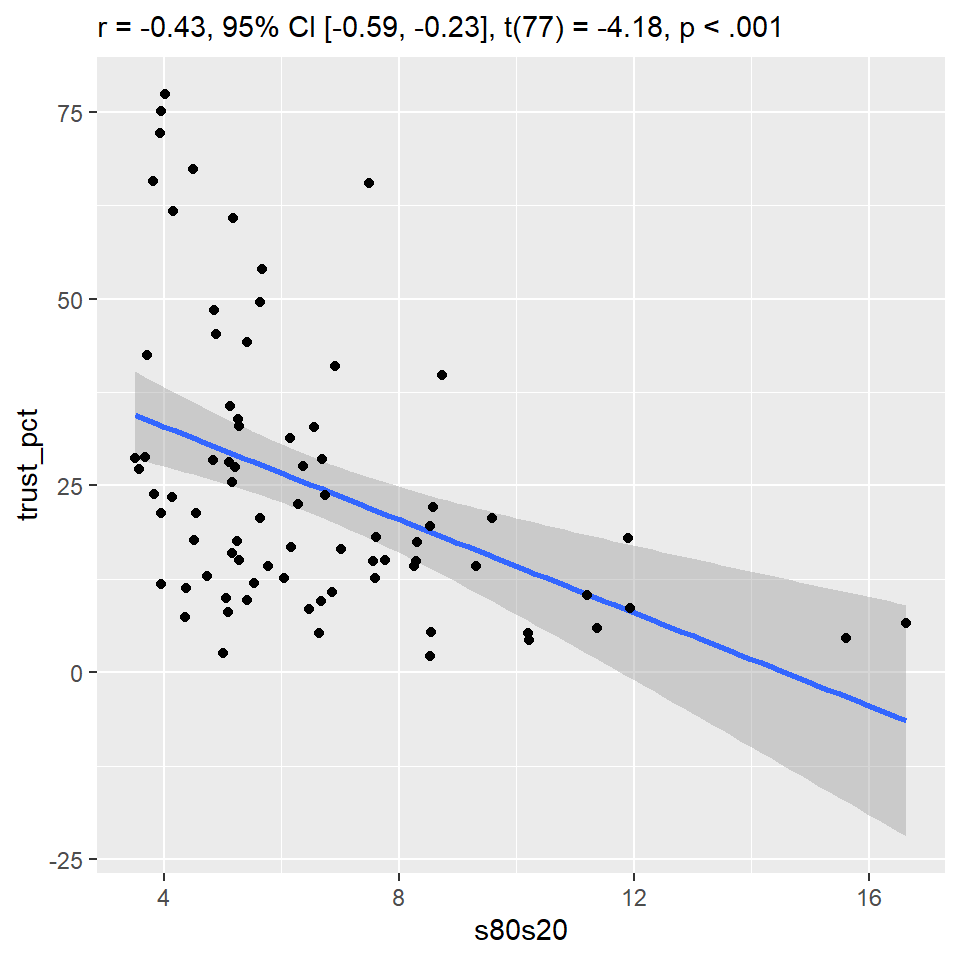 r = -0.43, 95% CI [-0.59, -0.23], t(77) = -4.18, p < .001
75
50
25
0
-25
trust_pct
4 8 12 16
s80s20